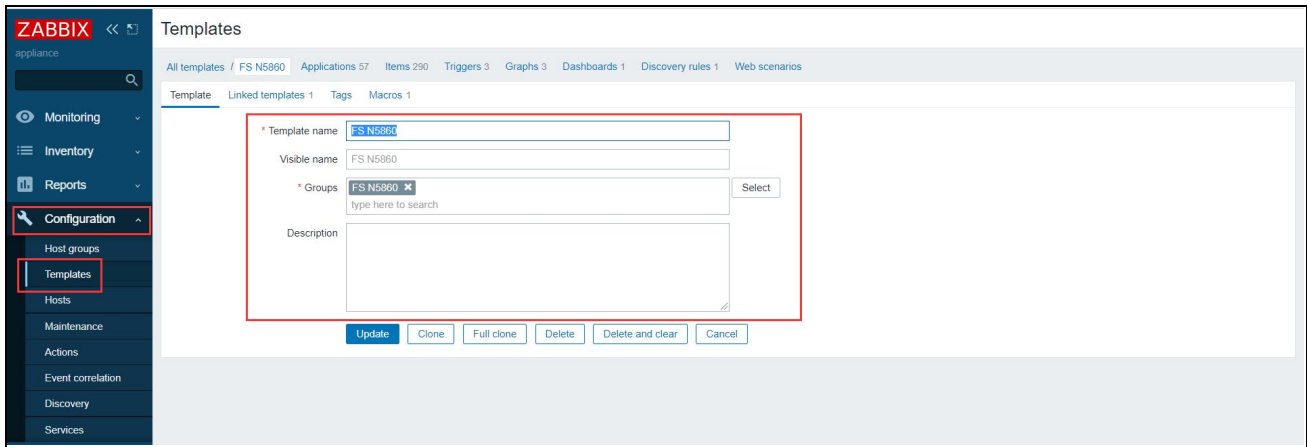 ZABBIX
appliance
Monitoring
Inventory
Reports
Configuration
Host groups
Templates
Hosts
Maintenance
Actions
Event correlation
Discovery
Services
Templates
All templates / FS N5860 Applications 57 Items 290 Triggers 3 Graphs 3 Dashboards 1 Discovery rules 1 Web scenarios
Template Linked templates 1 Tags Macros 1
* Template name FS N5860
Visible name FS N5860
* Groups FS N5860 Select
type here to search
Description
Update Clone Full clone Delete Delete and clear Cancel